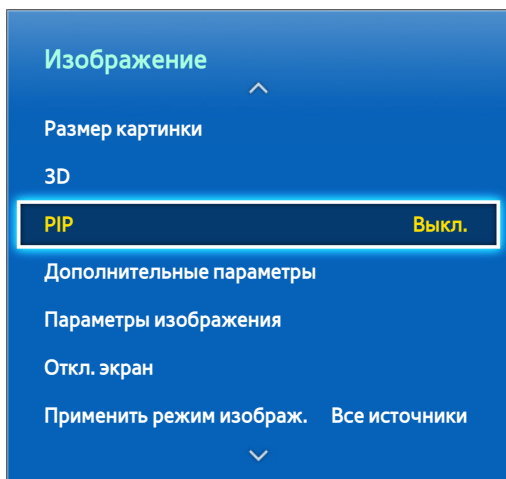 Изображение
Размер картинки
3D
PIP Выкл.
Дополнительные параметры
Параметры изображения
Откл. экран
Применить режим изображ. Все источники